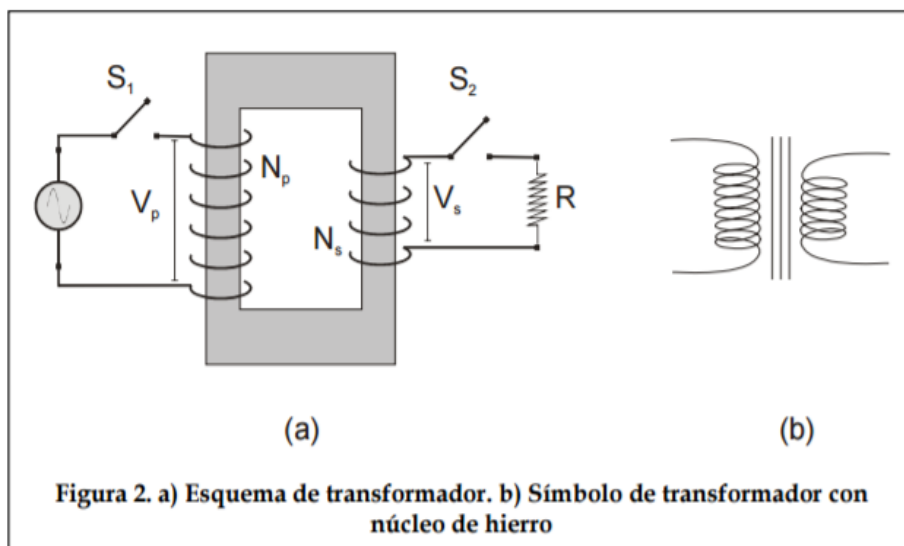 S₁
S₂
Nₚ
Vₚ
Vₛ
R
Nₛ
(a)
(b)
Figura 2. a) Esquema de transformador. b) Símbolo de transformador con
núcleo de hierro